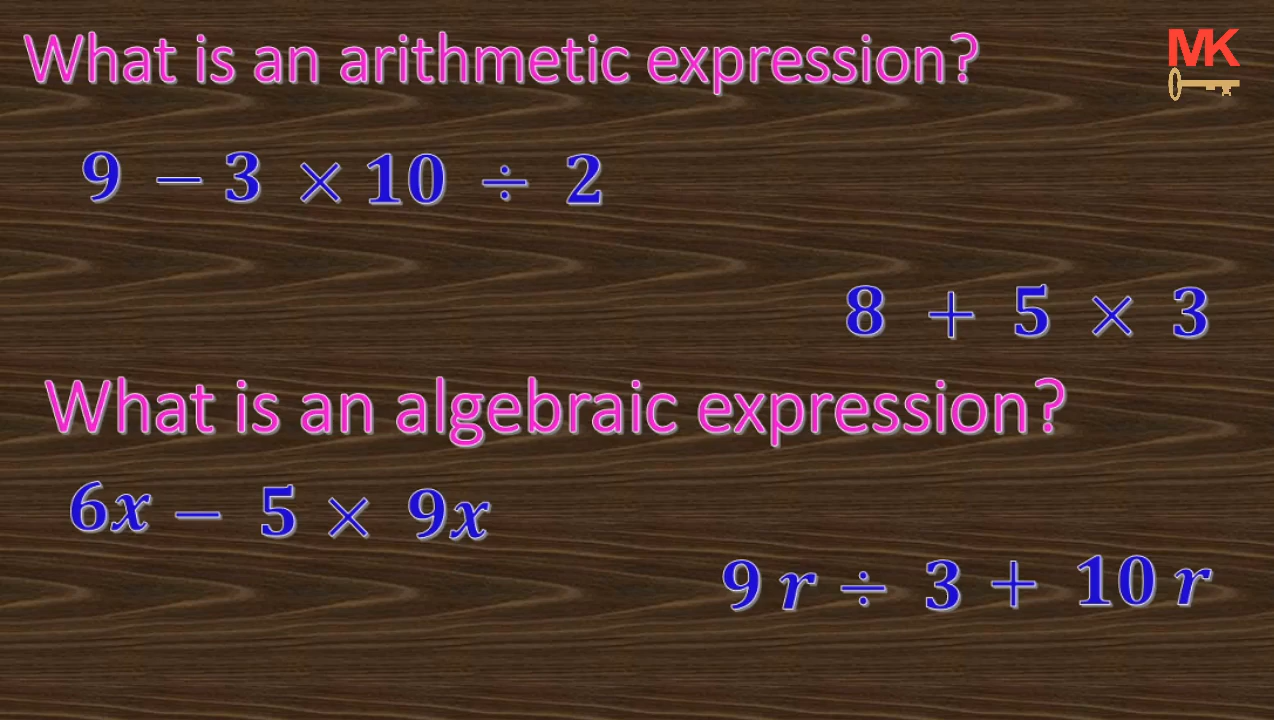 What is an arithmetic expression?
MK
9 − 3 × 10 ÷ 2
8 + 5 × 3
What is an algebraic expression?
6x − 5 × 9x
9 r ÷ 3 + 10 r